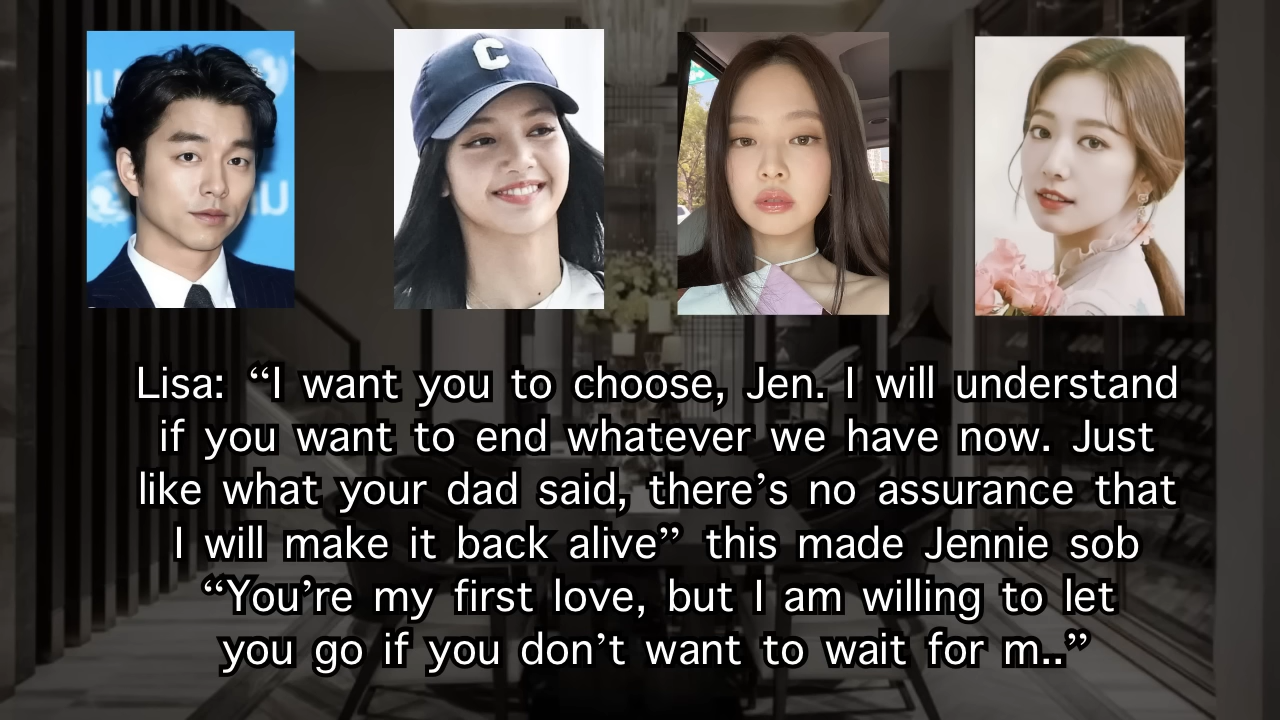 C
Lisa: “I want you to choose, Jen. I will understand
if you want to end whatever we have now. Just
like what your dad said, there’s no assurance that
I will make it back alive” this made Jennie sob
“You’re my first love, but I am willing to let
you go if you don’t want to wait for m..”